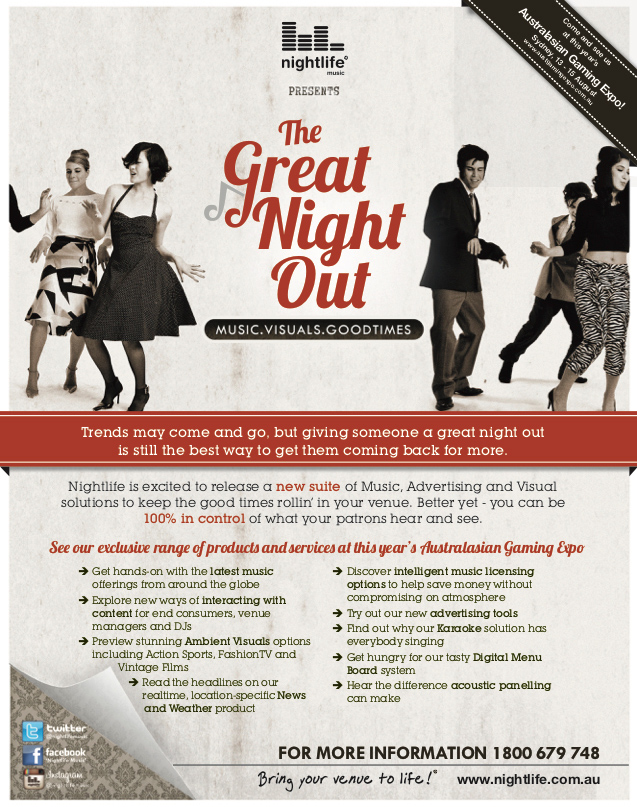 nightlife®
music
PRESENTS
Come and see us
at this year's
Australasian Gaming Expo!
Sydney, 13 - 15 August
The
Great
Night
Out
MUSIC.VISUALS.GOODTIMES
Trends may come and go, but giving someone a great night out
is still the best way to get them coming back for more.
Nightlife is excited to release a new suite of Music, Advertising and Visual
solutions to keep the good times rollin' in your venue. Better yet - you can be
100% in control of what your patrons hear and see.
See our exclusive range of products and services at this year's Australasian Gaming Expo
➔ Get hands-on with the latest music
offerings from around the globe
➔ Explore new ways of interacting with
content for end consumers, venue
managers and DJs
➔ Preview stunning Ambient Visuals options
including Action Sports, FashionTV and
Vintage Films
➔ Read the headlines on our
realtime, location-specific News
and Weather product
➔ Discover intelligent music licensing
options to help save money without
compromising on atmosphere
➔ Try out our new advertising tools
➔ Find out why our Karaoke solution has
everybody singing
➔ Get hungry for our tasty Digital Menu
Board system
➔ Hear the difference acoustic panelling
can make
twitter
facebook
Nightlife Music
Instagram
FOR MORE INFORMATION 1800 679 748
Bring your venue to life!®
www.nightlife.com.au